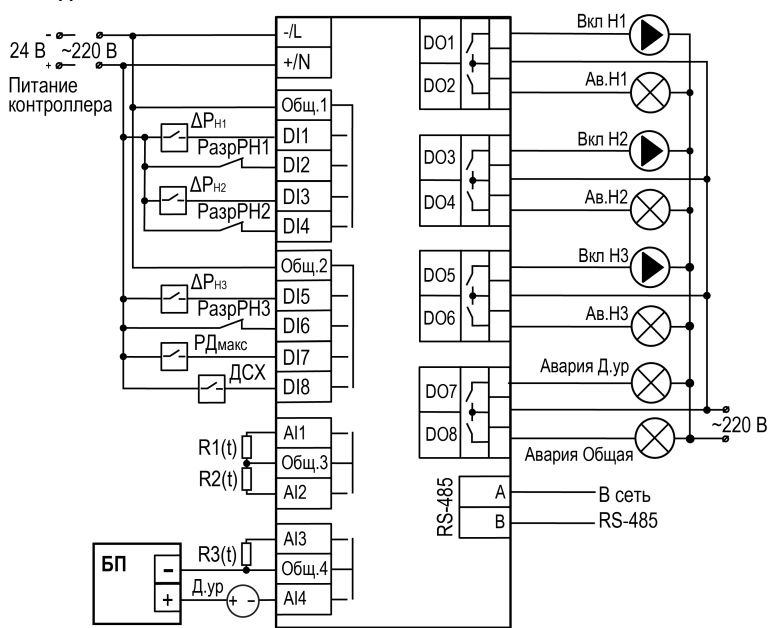 - 
24 В ~220 В
+
Питание
контроллера
-/L
+/N
Общ.1
ΔPН1
DI1
РазрРН1
DI2
ΔPН2
DI3
РазрРН2
DI4
Общ.2
ΔPН3
DI5
РазрРН3
DI6
РДмакс
DI7
ДСХ
DI8
R1(t)
AI1
Общ.3
R2(t)
AI2
AI3
R3(t)
Общ.4
БП
-
+
Д.ур
+ -
AI4
DO1
Вкл Н1
DO2
Ав.Н1
DO3
Вкл Н2
DO4
Ав.Н2
DO5
Вкл Н3
DO6
Ав.Н3
DO7
Авария Д.ур
DO8
Авария Общая
~220 В
RS-485
A
B
В сеть
RS-485